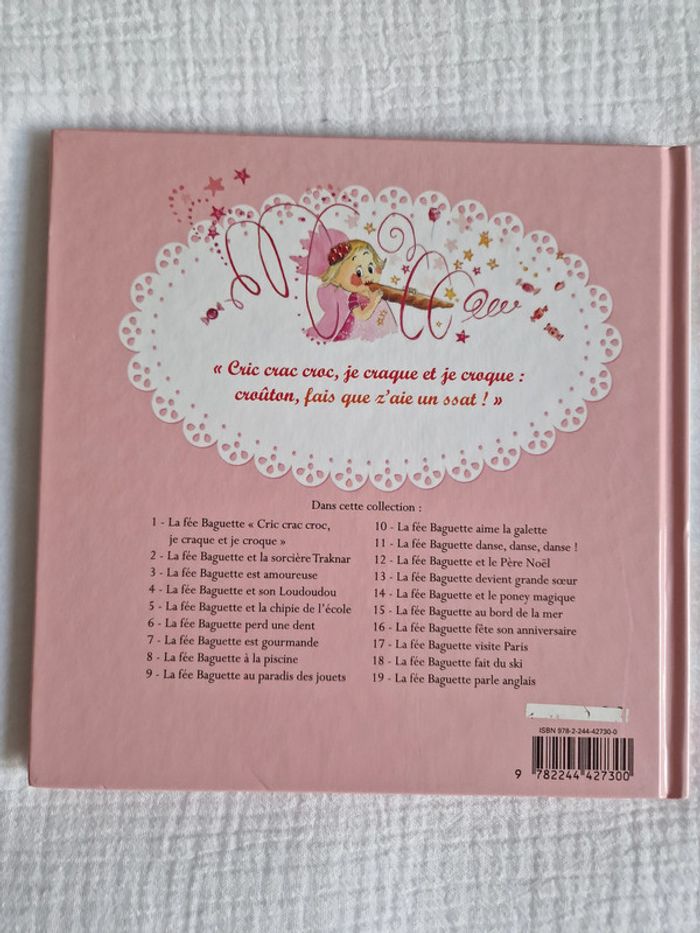 « Cric crac croc, je craque et je croque :
croûton, fais que z'aie un ssat ! »
Dans cette collection :
1 - La fée Baguette « Cric crac croc,
je craque et je croque »
2 - La fée Baguette et la sorcière Traknar
3 - La fée Baguette est amoureuse
4 - La fée Baguette et son Loudoudou
5 - La fée Baguette et la chipie de l'école
6 - La fée Baguette perd une dent
7 - La fée Baguette est gourmande
8 - La fée Baguette à la piscine
9 - La fée Baguette au paradis des jouets
10 - La fée Baguette aime la galette
11 - La fée Baguette danse, danse, danse !
12 - La fée Baguette et le Père Noël
13 - La fée Baguette devient grande sœur
14 - La fée Baguette et le poney magique
15 - La fée Baguette au bord de la mer
16 - La fée Baguette fête son anniversaire
17 - La fée Baguette visite Paris
18 - La fée Baguette fait du ski
19 - La fée Baguette parle anglais
ISBN 978-2-244-42730-0
9 782244 427300